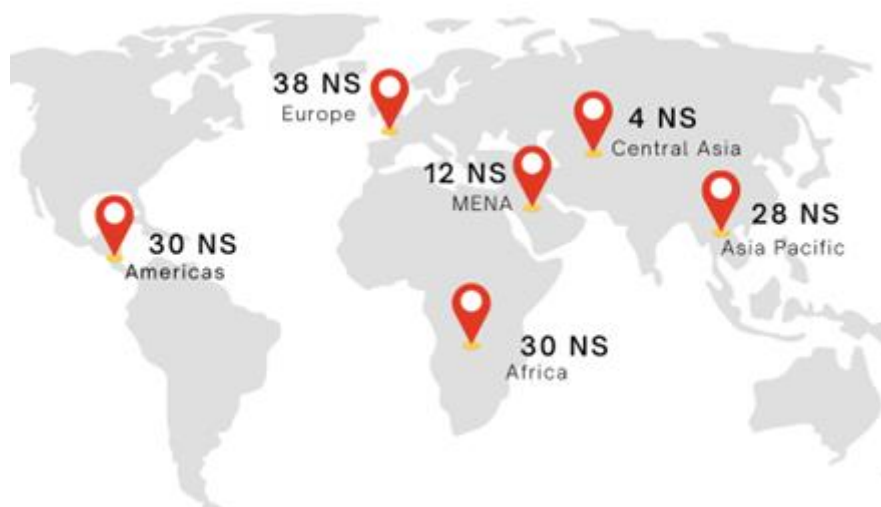 38 NS
Europe
4 NS
Central Asia
12 NS
MENA
28 NS
Asia Pacific
30 NS
Americas
30 NS
Africa